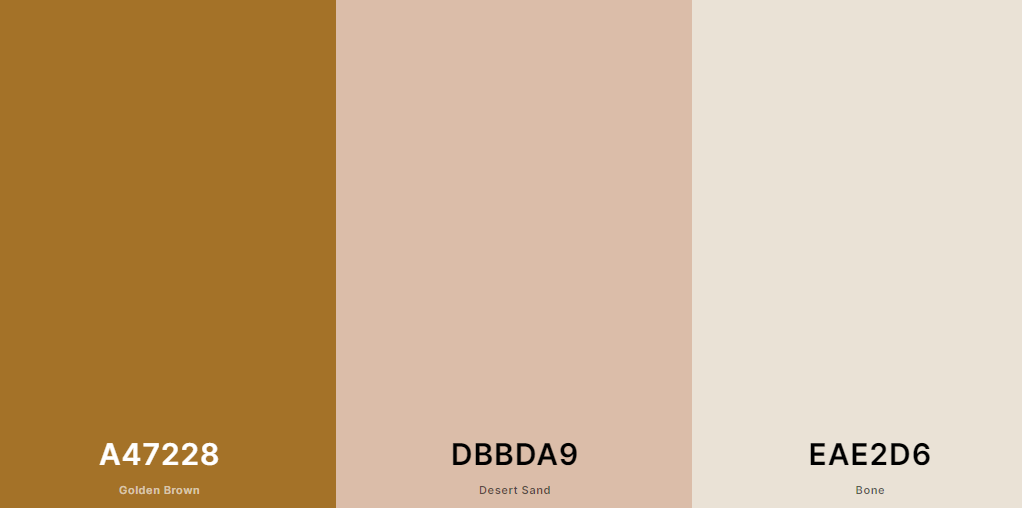 A47228
Golden Brown
DBBDA9
Desert Sand
EAE2D6
Bone